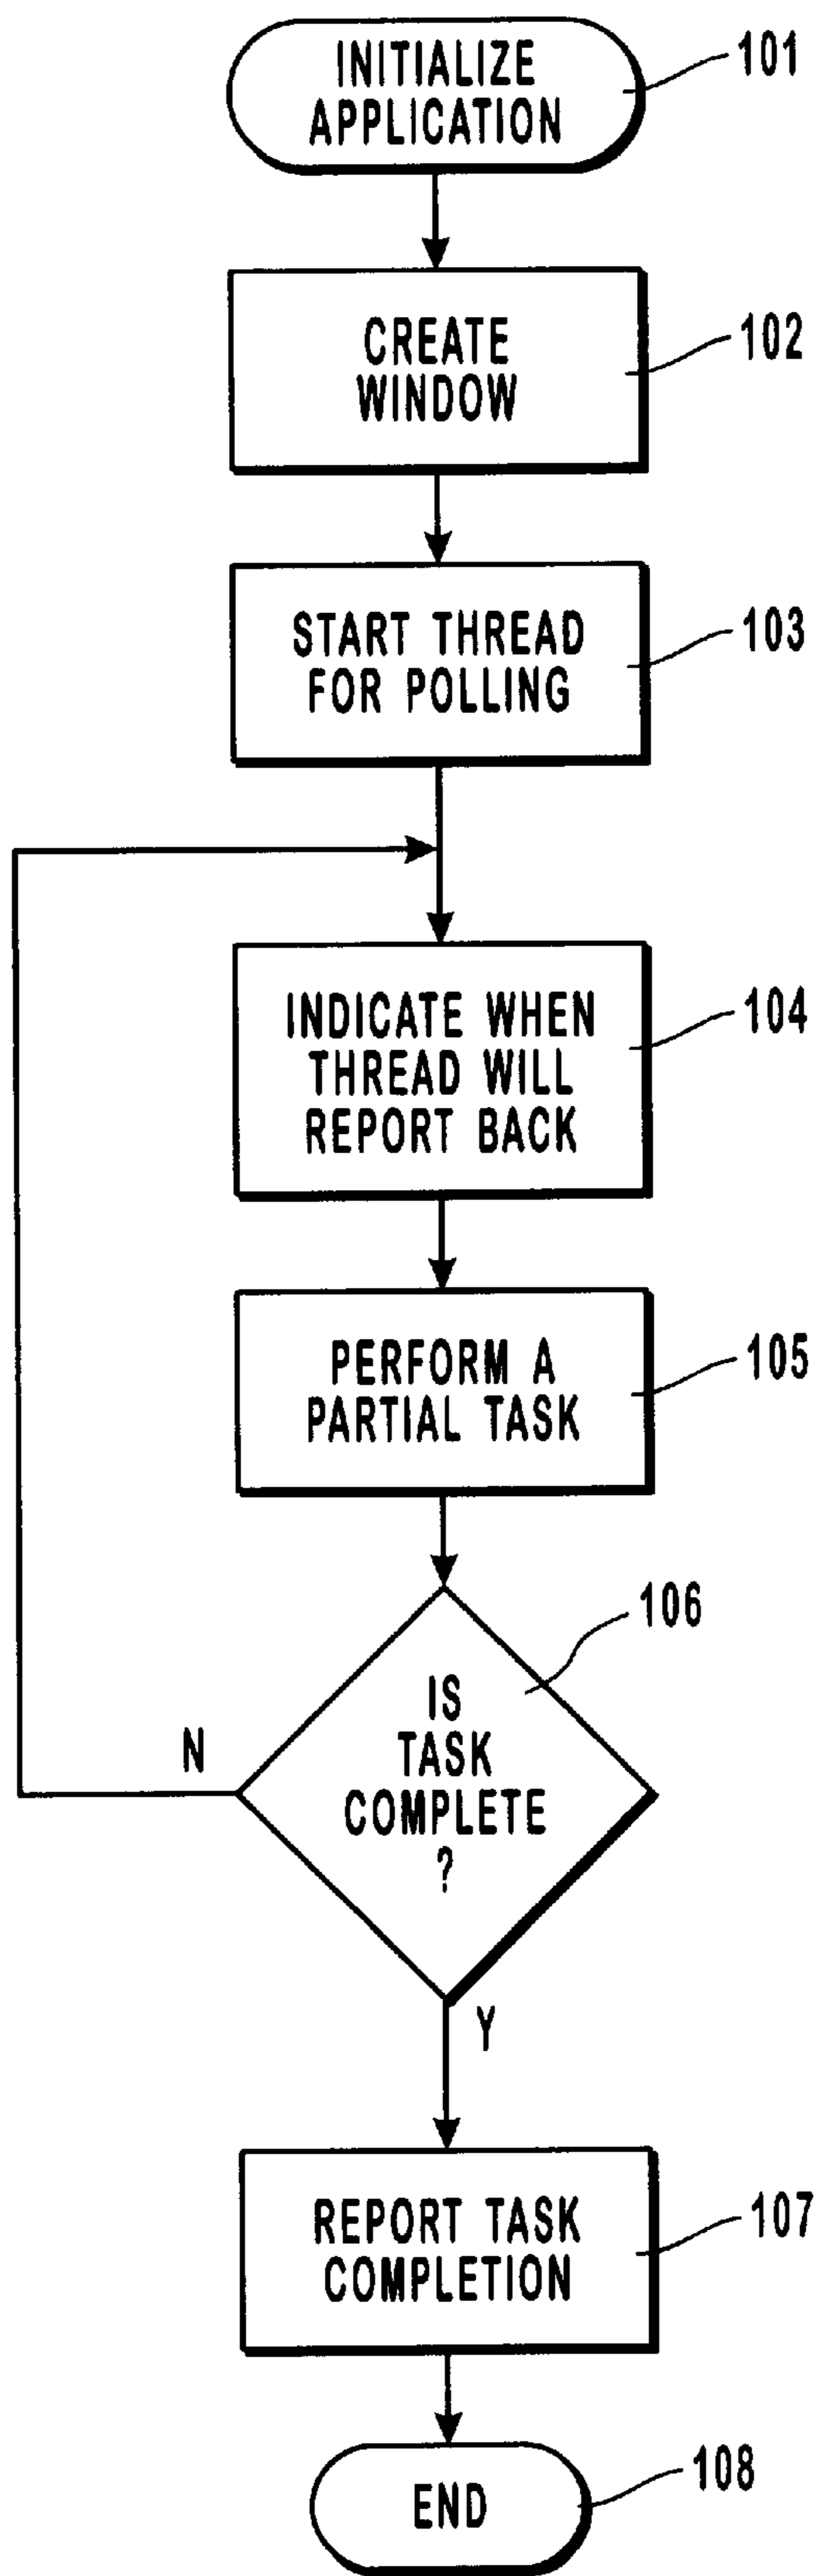 INITIALIZE
APPLICATION
101
CREATE
WINDOW
102
START THREAD
FOR POLLING
103
INDICATE WHEN
THREAD WILL
REPORT BACK
104
PERFORM A
PARTIAL TASK
105
IS
TASK
COMPLETE
?
106
N
Y
REPORT TASK
COMPLETION
107
END
108